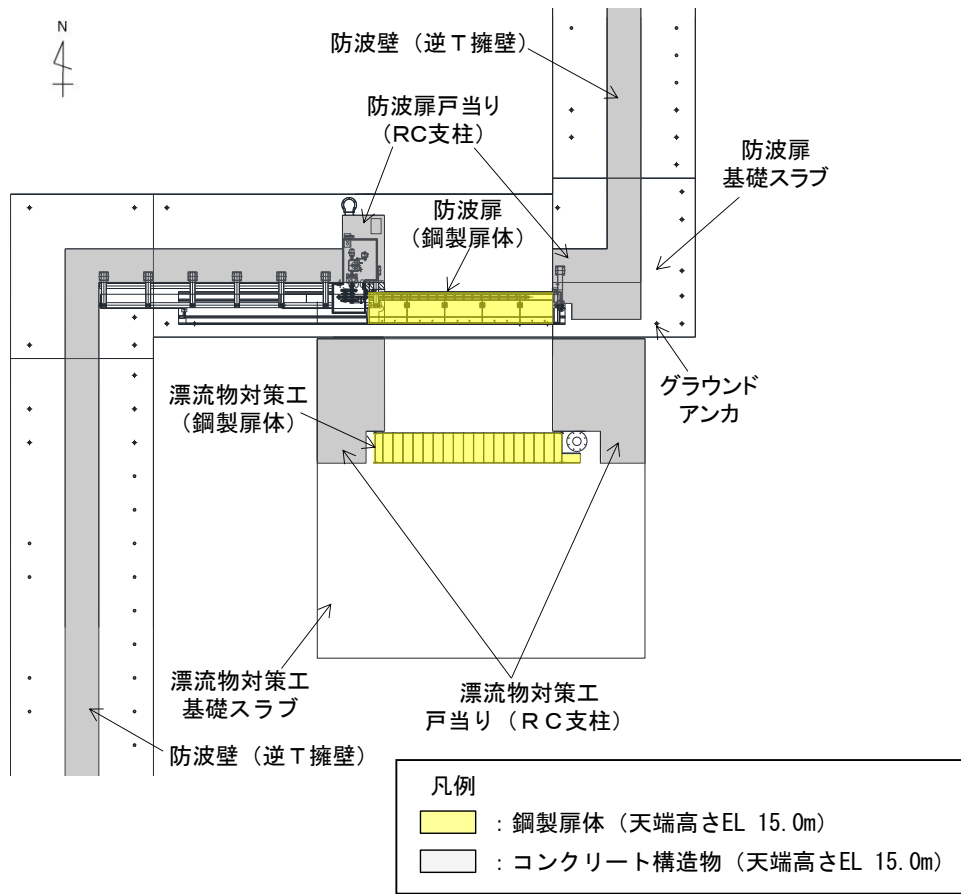 N
防波壁（逆Ｔ擁壁）
防波扉戸当り
（RC支柱）
防波扉
基礎スラブ
防波扉
（鋼製扉体）
グラウンド
アンカ
漂流物対策工
（鋼製扉体）
漂流物対策工
基礎スラブ
漂流物対策工
戸当り（ＲＣ支柱）
防波壁（逆Ｔ擁壁）
凡例
：鋼製扉体（天端高さEL 15.0m）
：コンクリート構造物（天端高さEL 15.0m）